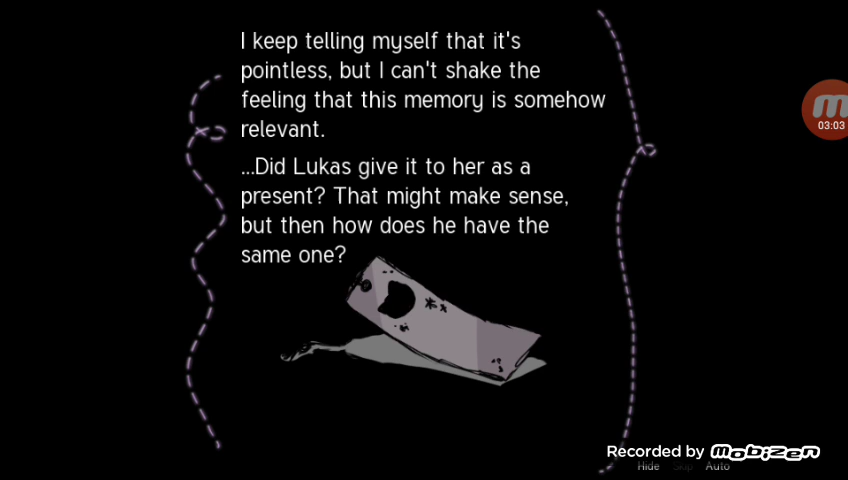 I keep telling myself that it's
pointless, but I can't shake the
feeling that this memory is somehow
relevant.
...Did Lukas give it to her as a
present? That might make sense,
but then how does he have the
same one?
03:03
Recorded by mobizen
Hide Skip Auto